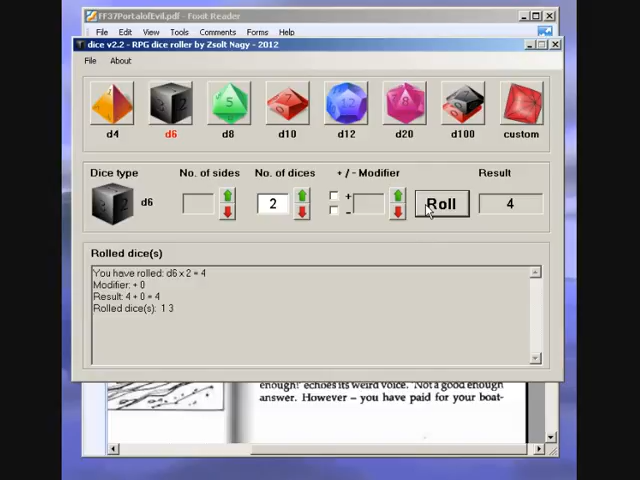 FF37PortalofEvil.pdf - Foxit Reader
File Edit View Document Comments Forms Help
dice v2.2 - RPG dice roller by Zsolt Nagy - 2012
File About
d4 d6 d8 d10 d12 d20 d100 custom
Dice type No. of sides No. of dices + / - Modifier Result
d6 2 + - Roll 4
Rolled dice(s)
You have rolled: d6 x 2 = 4
Modifier: + 0
Result: 4 + 0 = 4
Rolled dice(s): 1 3
enough!' echoes its weird voice. 'Not a good enough
answer. However – you have paid for your boat-